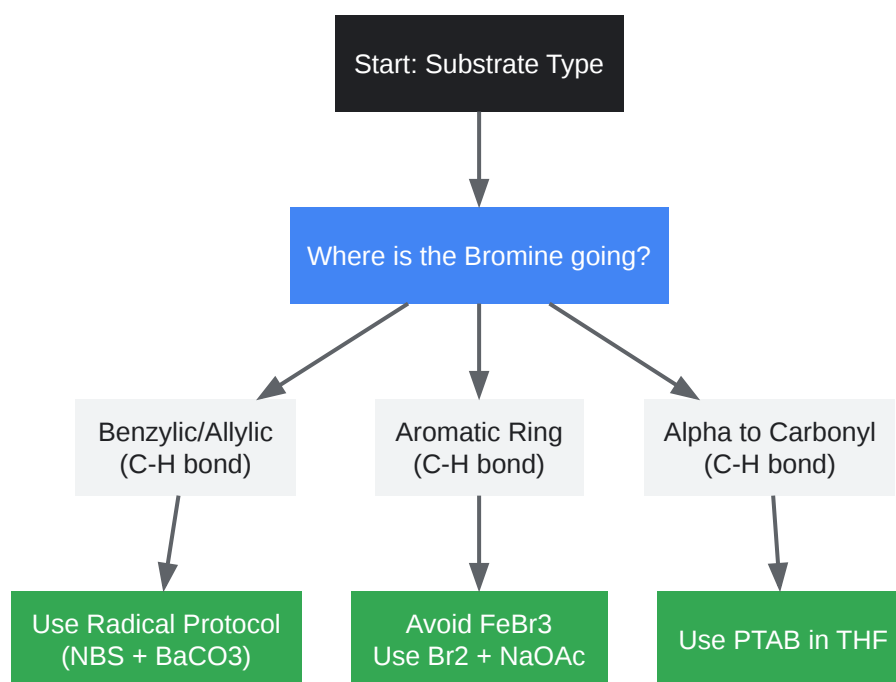 Start: Substrate Type
Where is the Bromine going?
Benzylic/Allylic
(C-H bond)
Aromatic Ring
(C-H bond)
Alpha to Carbonyl
(C-H bond)
Use Radical Protocol
(NBS + BaCO3)
Avoid FeBr3
Use Br2 + NaOAc
Use PTAB in THF